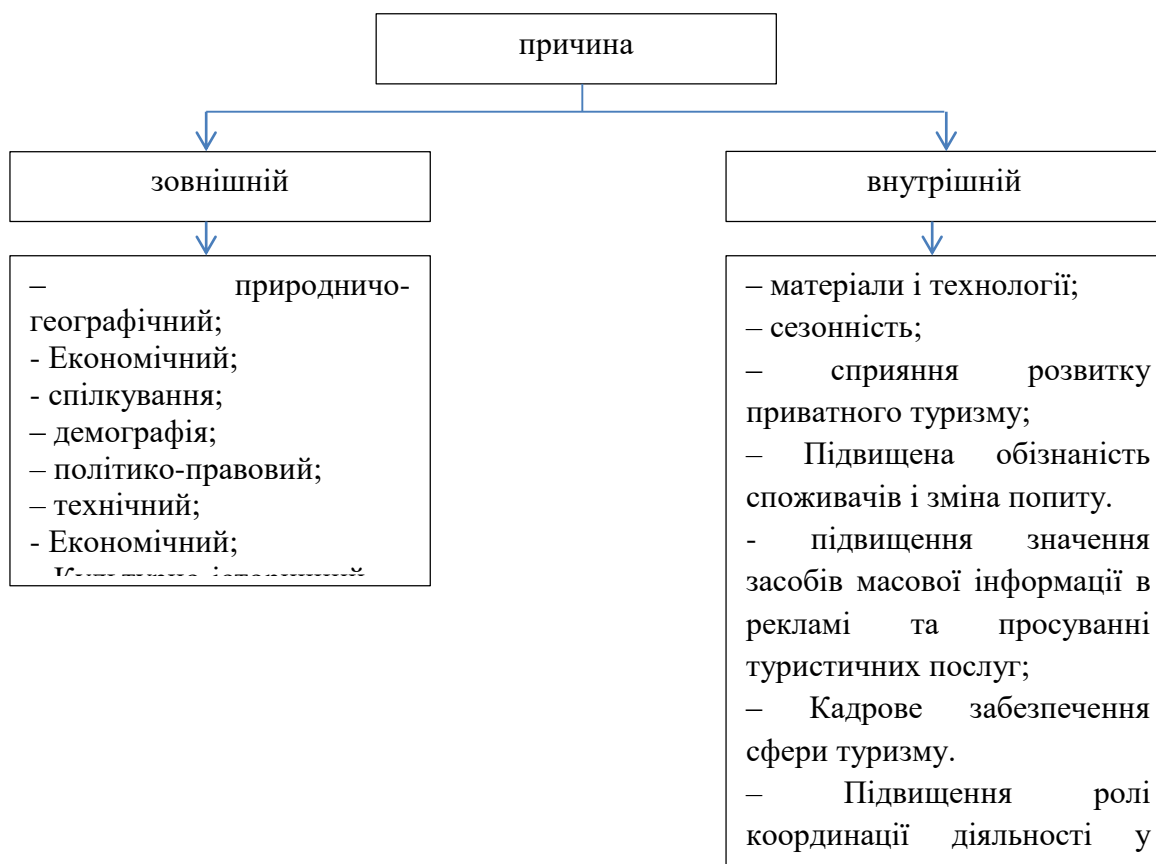 причина
зовнішній
внутрішній
– природничо-
географічний;
- Економічний;
- спілкування;
– демографія;
– політико-правовий;
– технічний;
- Економічний;
– матеріали і технології;
– сезонність;
– сприяння розвитку
приватного туризму;
– Підвищена обізнаність
споживачів і зміна попиту.
- підвищення значення
засобів масової інформації в
рекламі та просуванні
туристичних послуг;
– Кадрове забезпечення
сфери туризму.
– Підвищення ролі
координації діяльності у